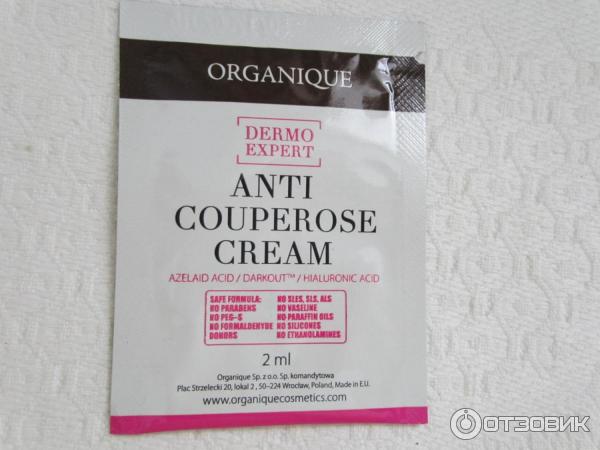 ORGANIQUE
DERMO
EXPERT
ANTI
COUPEROSE
CREAM
AZELAID ACID / DARKOUT™ / HIALURONIC ACID
SAFE FORMULA:
NO PARABENS
NO PEG-S
NO FORMALDEHYDE
DONORS
NO SLES, SLS, ALS
NO VASELINE
NO PARAFFIN OILS
NO SILICONES
NO ETHANOLAMINES
2 ml
Organique Sp. z o.o. Sp. komandytowa
Plac Strzelecki 20, lokal 2, 50–224 Wrocław, Poland, Made in E.U.
www.organiquecosmetics.com
ОТЗОВИК